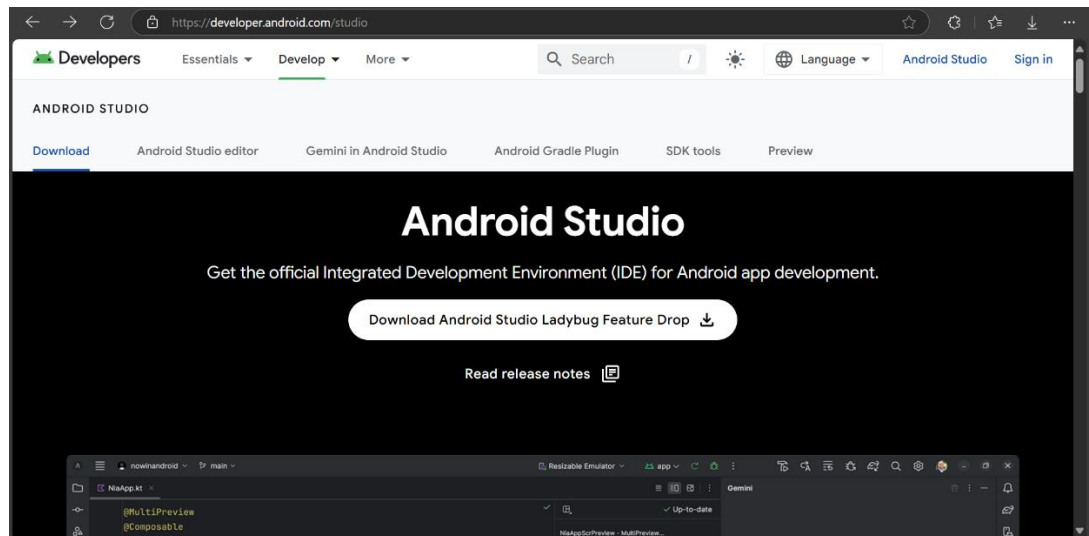 https://developer.android.com/studio
Developers Essentials Develop More Search / Language Android Studio Sign in
ANDROID STUDIO
Download Android Studio editor Gemini in Android Studio Android Gradle Plugin SDK tools Preview
Android Studio
Get the official Integrated Development Environment (IDE) for Android app development.
Download Android Studio Ladybug Feature Drop
Read release notes
nowinandroid main Resizable Emulator app
NiaApp.kt Gemini
@MultiPreview Up-to-date
@Composable
NiaAppScrPreview - MultiPreview...